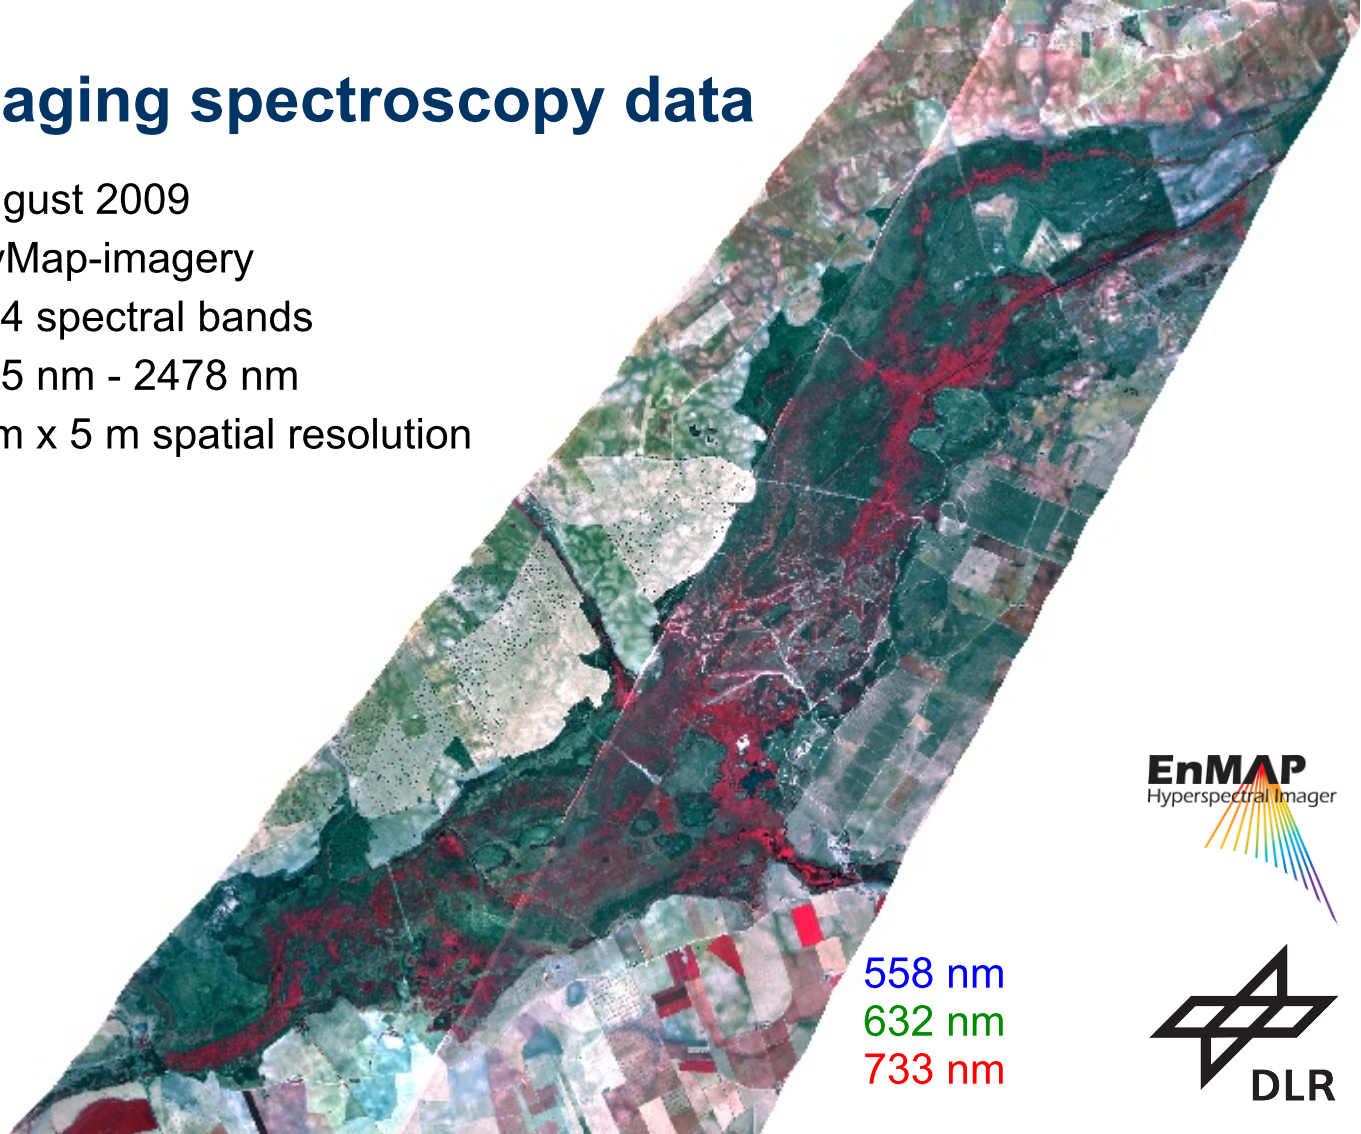 aging spectroscopy data
gust 2009
yMap-imagery
4 spectral bands
5 nm - 2478 nm
m x 5 m spatial resolution
EnMAP
Hyperspectral Imager
558 nm
632 nm
733 nm
DLR